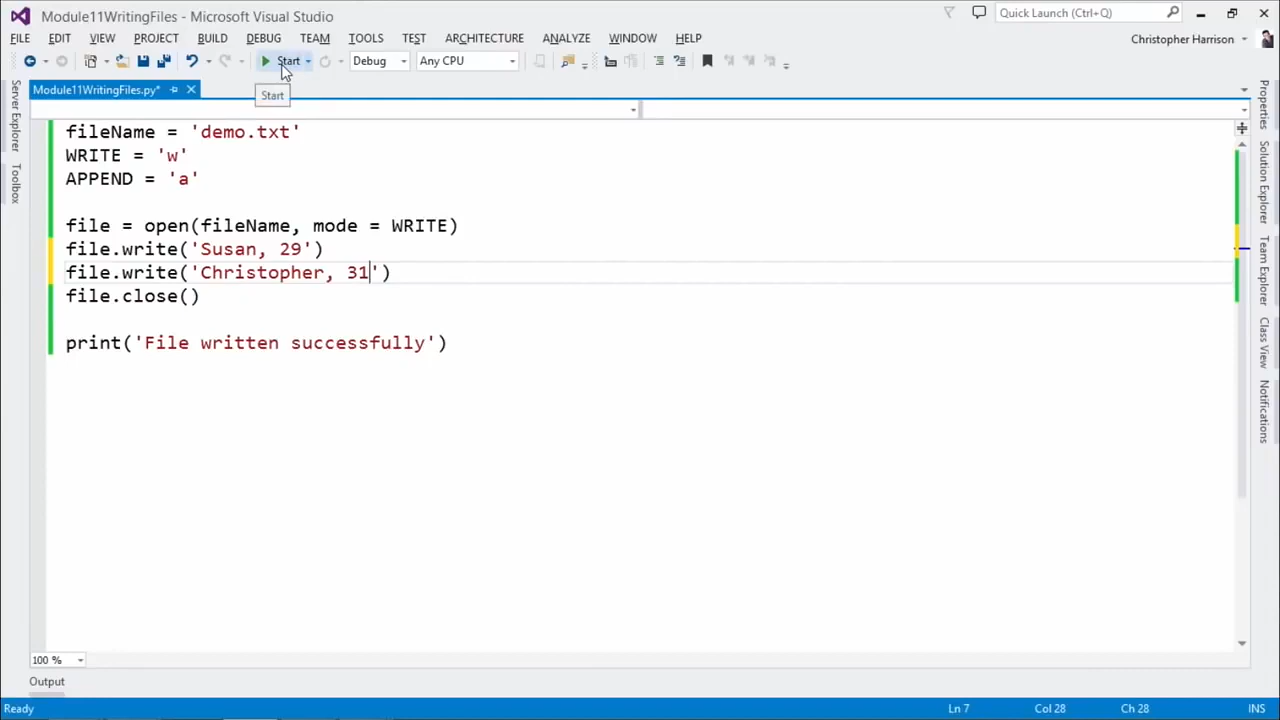 Module11WritingFiles - Microsoft Visual Studio
Quick Launch (Ctrl+Q)
FILE EDIT VIEW PROJECT BUILD DEBUG TEAM TOOLS TEST ARCHITECTURE ANALYZE WINDOW HELP
Christopher Harrison
Start Debug Any CPU
Module11WritingFiles.py*
Start
Server Explorer
Toolbox
fileName = 'demo.txt'
WRITE = 'w'
APPEND = 'a'
file = open(fileName, mode = WRITE)
file.write('Susan, 29')
file.write('Christopher, 31')
file.close()
print('File written successfully')
Properties
Solution Explorer
Team Explorer
Class View
Notifications
100 %
Output
Ready Ln 7 Col 28 Ch 28 INS